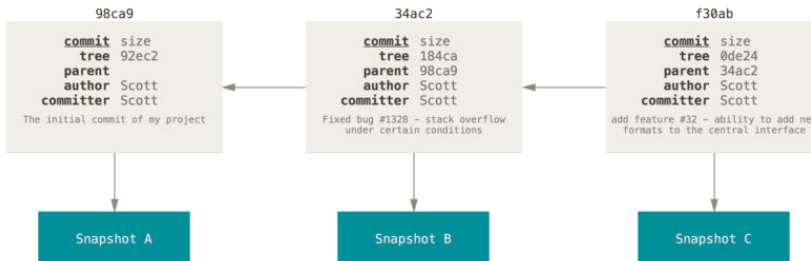 98ca9
commit size
tree 92ec2
parent
author Scott
committer Scott
The initial commit of my project
Snapshot A
34ac2
commit size
tree 184ca
parent 98ca9
author Scott
committer Scott
Fixed bug #1328 – stack overflow
under certain conditions
Snapshot B
f30ab
commit size
tree 0de24
parent 34ac2
author Scott
committer Scott
add feature #32 – ability to add ne
formats to the central interface
Snapshot C